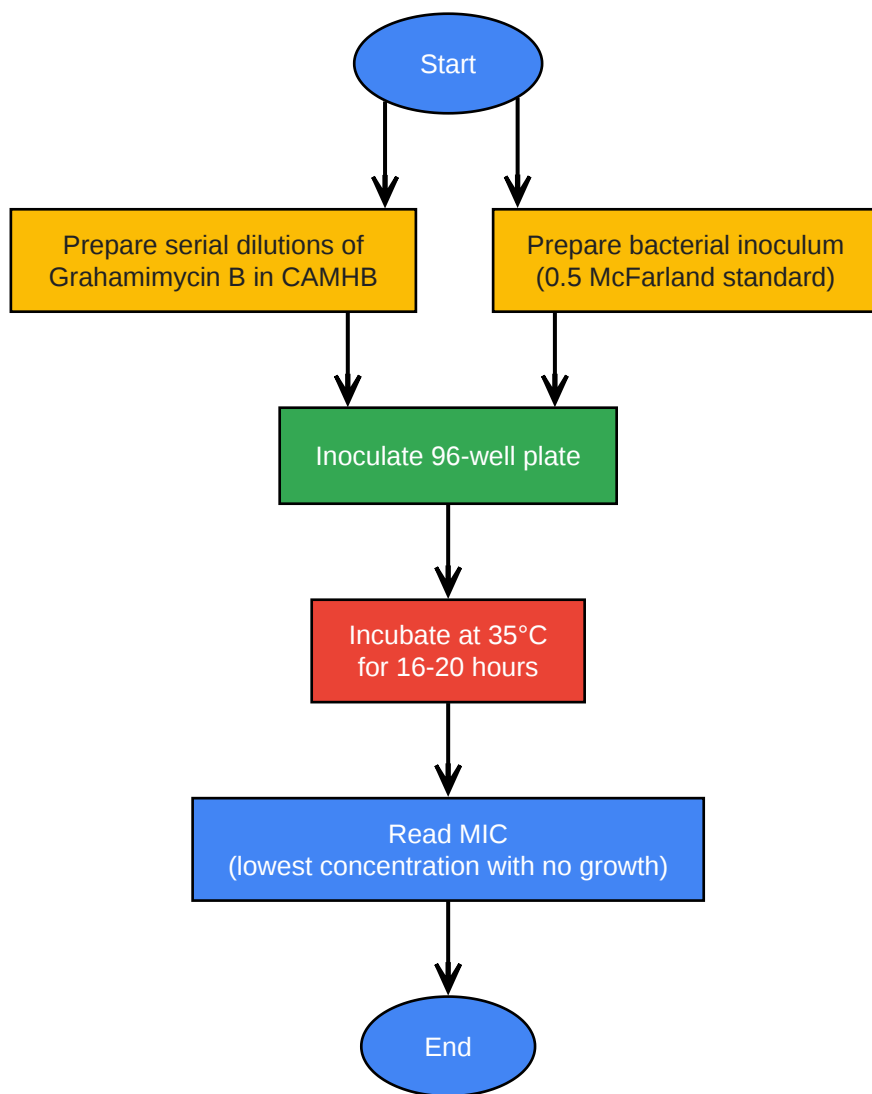 Start
Prepare serial dilutions of
Grahamimycin B in CAMHB
Prepare bacterial inoculum
(0.5 McFarland standard)
Inoculate 96-well plate
Incubate at 35°C
for 16-20 hours
Read MIC
(lowest concentration with no growth)
End